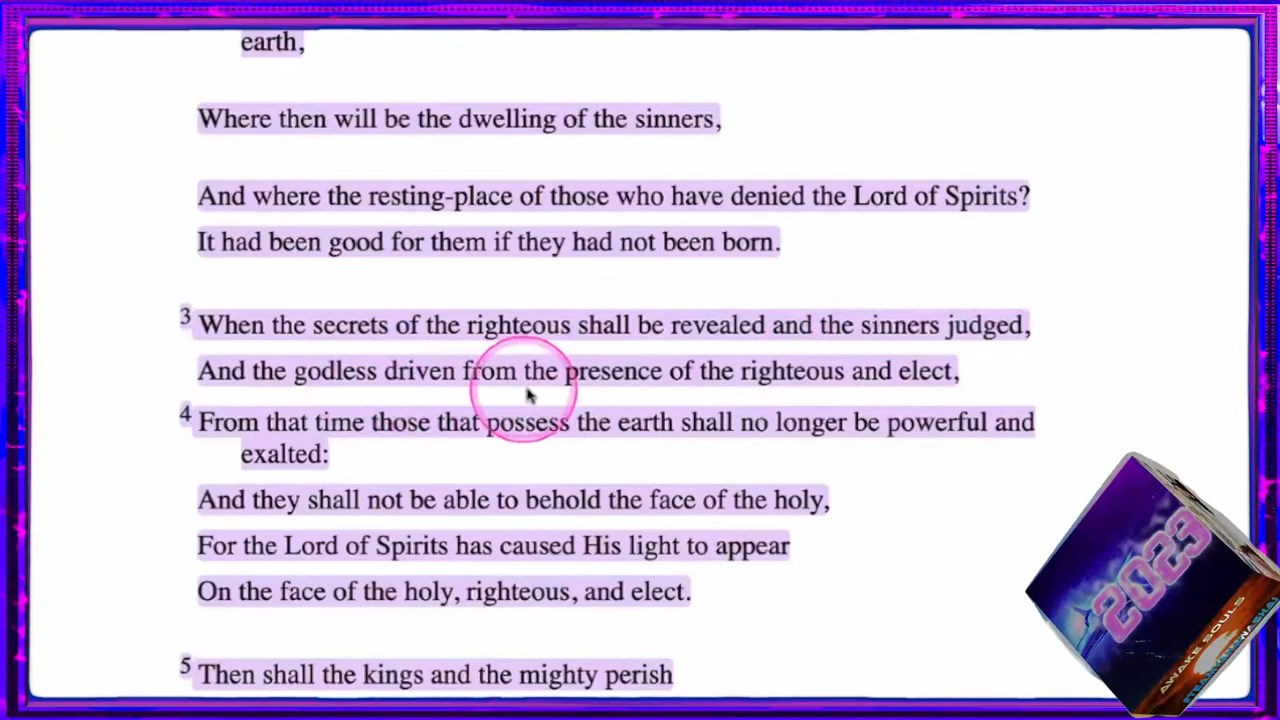 earth,
Where then will be the dwelling of the sinners,
And where the resting-place of those who have denied the Lord of Spirits?
It had been good for them if they had not been born.
3 When the secrets of the righteous shall be revealed and the sinners judged,
And the godless driven from the presence of the righteous and elect,
4 From that time those that possess the earth shall no longer be powerful and
exalted:
And they shall not be able to behold the face of the holy,
For the Lord of Spirits has caused His light to appear
On the face of the holy, righteous, and elect.
5 Then shall the kings and the mighty perish
2023
AWAKE SOULS